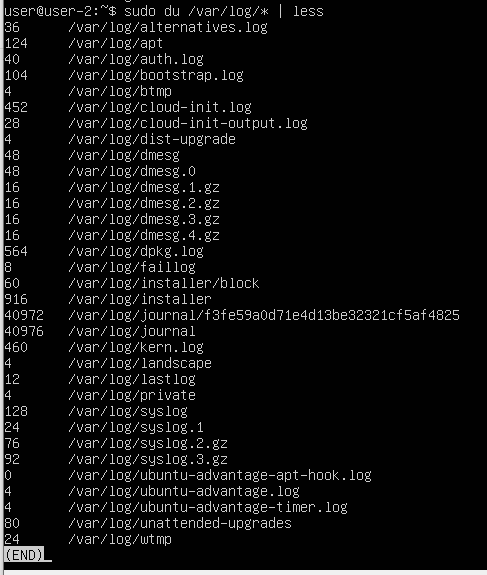 user@user-2:~$ sudo du /var/log/* | less
36 /var/log/alternatives.log
124 /var/log/apt
40 /var/log/auth.log
104 /var/log/bootstrap.log
4 /var/log/btmp
452 /var/log/cloud-init.log
28 /var/log/cloud-init-output.log
4 /var/log/dist-upgrade
48 /var/log/dmesg
48 /var/log/dmesg.0
16 /var/log/dmesg.1.gz
16 /var/log/dmesg.2.gz
16 /var/log/dmesg.3.gz
16 /var/log/dmesg.4.gz
564 /var/log/dpkg.log
8 /var/log/faillog
60 /var/log/installer/block
916 /var/log/installer
40972 /var/log/journal/f3fe59a0d71e4d13be32321cf5af4825
40976 /var/log/journal
460 /var/log/kern.log
4 /var/log/landscape
12 /var/log/lastlog
4 /var/log/private
128 /var/log/syslog
24 /var/log/syslog.1
76 /var/log/syslog.2.gz
92 /var/log/syslog.3.gz
0 /var/log/ubuntu-advantage-apt-hook.log
4 /var/log/ubuntu-advantage.log
4 /var/log/ubuntu-advantage-timer.log
80 /var/log/unattended-upgrades
24 /var/log/wtmp
(END)